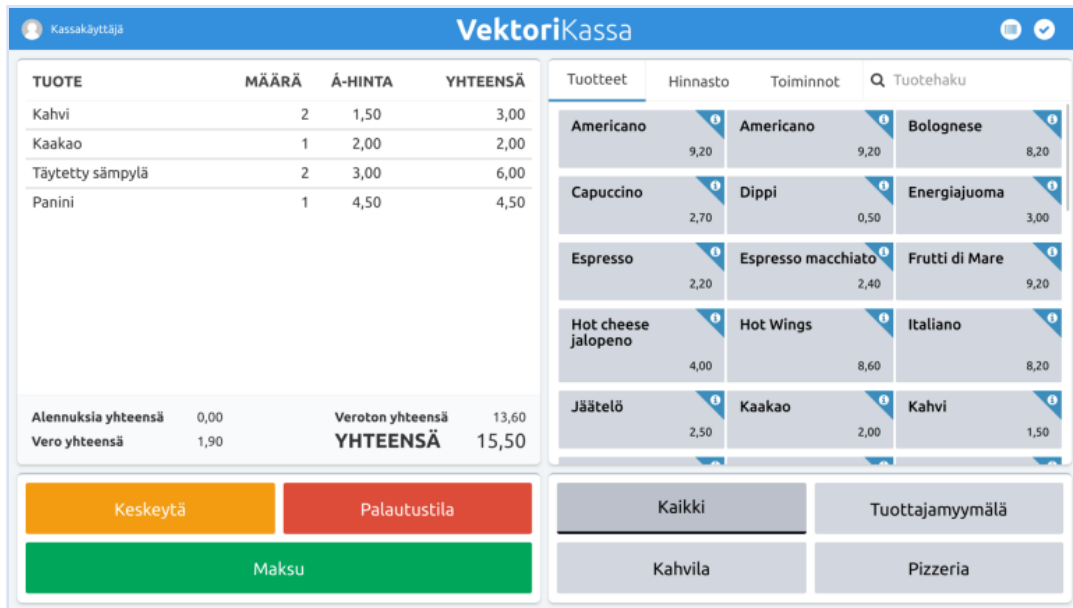 Kassakäyttäjä
VektoriKassa
TUOTE MÄÄRÄ Á-HINTA YHTEENSÄ
Kahvi 2 1,50 3,00
Kaakao 1 2,00 2,00
Täytetty sämpylä 2 3,00 6,00
Panini 1 4,50 4,50
Alennuksia yhteensä 0,00 Veroton yhteensä 13,60
Vero yhteensä 1,90 YHTEENSÄ 15,50
Keskeytä Palautustila
Maksu
Tuotteet Hinnasto Toiminnot Tuotehaku
Americano Americano Bolognese
9,20 9,20 8,20
Capuccino Dippi Energiajuoma
2,70 0,50 3,00
Espresso Espresso macchiato Frutti di Mare
2,20 2,40 9,20
Hot cheese Hot Wings Italiano
jalopeno
4,00 8,60 8,20
Jäätelö Kaakao Kahvi
2,50 2,00 1,50
Kaikki Tuottajamyymälä
Kahvila Pizzeria